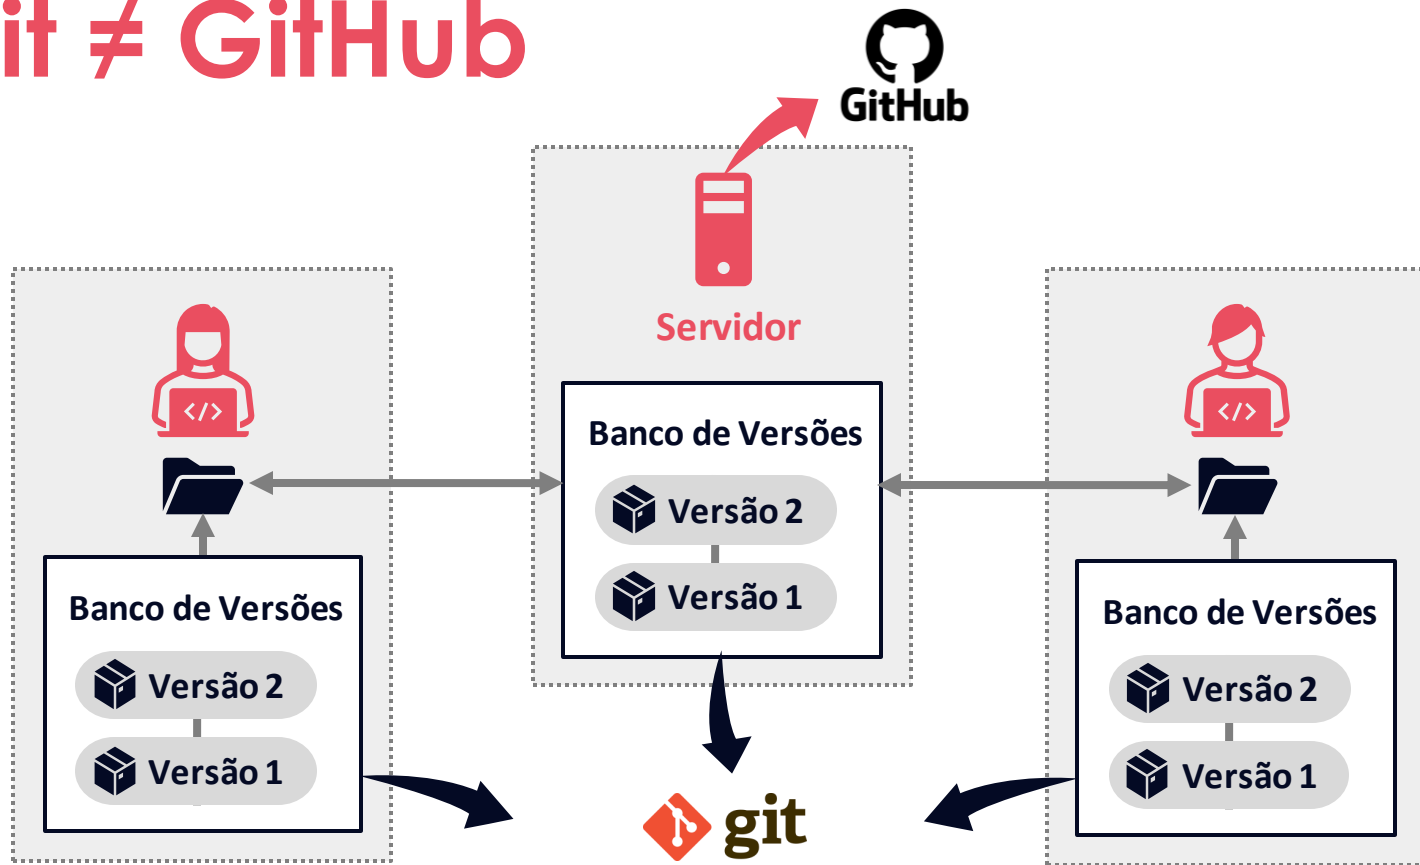 it ≠ GitHub
GitHub
Servidor
Banco de Versões
Versão 2
Versão 1
</>
Banco de Versões
Versão 2
Versão 1
</>
Banco de Versões
Versão 2
Versão 1
git